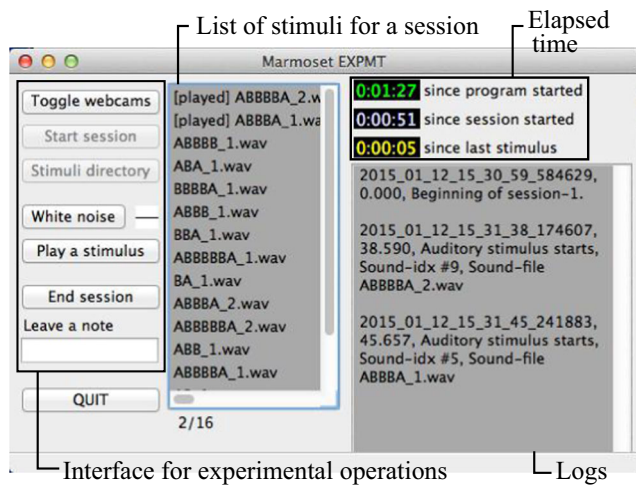 List of stimuli for a session
Elapsed
time
Marmoset EXPMT
Toggle webcams
Start session
Stimuli directory
White noise
Play a stimulus
End session
Leave a note
QUIT
[played] ABBBBA_2.w
[played] ABBBA_1.wa
ABBBB_1.wav
ABA_1.wav
BBBBA_1.wav
ABBB_1.wav
BBA_1.wav
ABBBBBA_1.wav
BA_1.wav
ABBBA_2.wav
ABBBBBA_2.wav
ABB_1.wav
ABBBBA_1.wav
2/16
0:01:27 since program started
0:00:51 since session started
0:00:05 since last stimulus
2015_01_12_15_30_59_584629,
0.000, Beginning of session-1.
2015_01_12_15_31_38_174607,
38.590, Auditory stimulus starts,
Sound-idx #9, Sound-file
ABBBBA_2.wav
2015_01_12_15_31_45_241883,
45.657, Auditory stimulus starts,
Sound-idx #5, Sound-file
ABBBA_1.wav
Interface for experimental operations
Logs